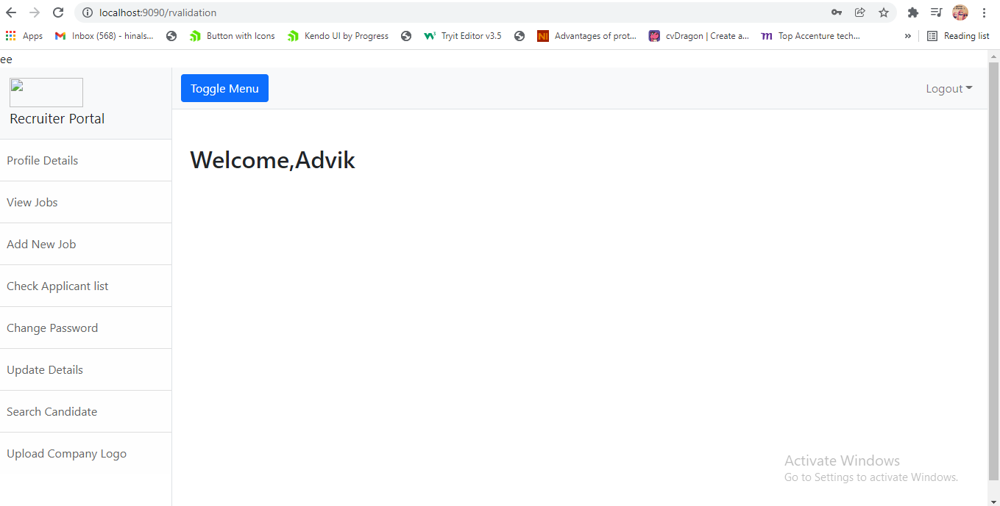 localhost:9090/rvalidation
Apps Inbox (568) - hinals... Button with Icons Kendo UI by Progress Tryit Editor v3.5 NI Advantages of prot... cvDragon | Create a... m Top Accenture tech... » Reading list
ee
Toggle Menu Logout
Recruiter Portal
Profile Details
Welcome,Advik
View Jobs
Add New Job
Check Applicant list
Change Password
Update Details
Search Candidate
Upload Company Logo
Activate Windows
Go to Settings to activate Windows.